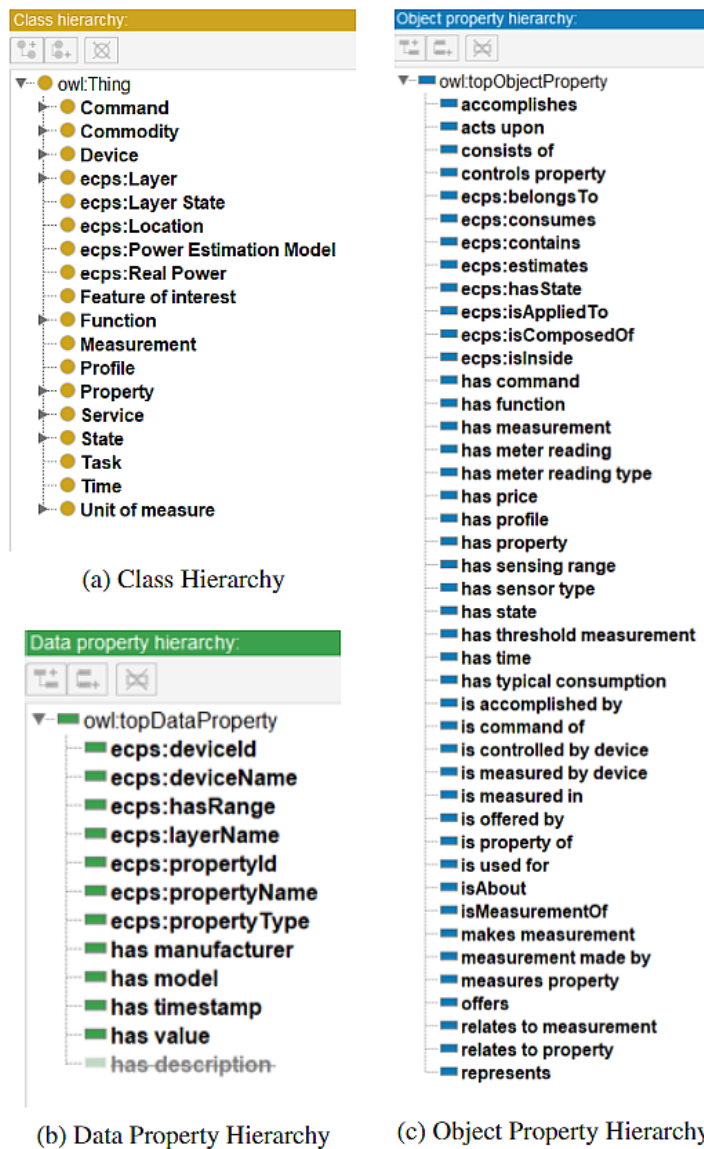 Class hierarchy:
owl:Thing
Command
Commodity
Device
ecps:Layer
ecps:Layer State
ecps:Location
ecps:Power Estimation Model
ecps:Real Power
Feature of interest
Function
Measurement
Profile
Property
Service
State
Task
Time
Unit of measure
(a) Class Hierarchy
Data property hierarchy:
owl:topDataProperty
ecps:deviceId
ecps:deviceName
ecps:hasRange
ecps:layerName
ecps:propertyId
ecps:propertyName
ecps:propertyType
has manufacturer
has model
has timestamp
has value
has description
(b) Data Property Hierarchy
Object property hierarchy:
owl:topObjectProperty
accomplishes
acts upon
consists of
controls property
ecps:belongsTo
ecps:consumes
ecps:contains
ecps:estimates
ecps:hasState
ecps:isAppliedTo
ecps:isComposedOf
ecps:isInside
has command
has function
has measurement
has meter reading
has meter reading type
has price
has profile
has property
has sensing range
has sensor type
has state
has threshold measurement
has time
has typical consumption
is accomplished by
is command of
is controlled by device
is measured by device
is measured in
is offered by
is property of
is used for
isAbout
isMeasurementOf
makes measurement
measurement made by
measures property
offers
relates to measurement
relates to property
represents
(c) Object Property Hierarchy